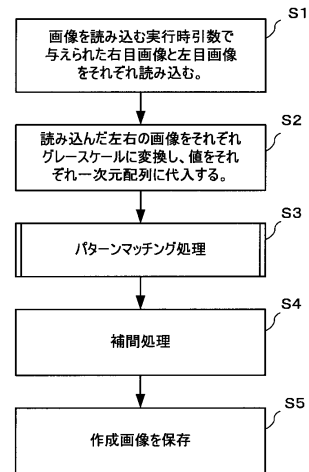 S1
画像を読み込む実行時引数で
与えられた右目画像と左目画像
をそれぞれ読み込む。
S2
読み込んだ左右の画像をそれぞれ
グレースケールに変換し、値をそれ
ぞれ一次元配列に代入する。
S3
パターンマッチング処理
S4
補間処理
S5
作成画像を保存